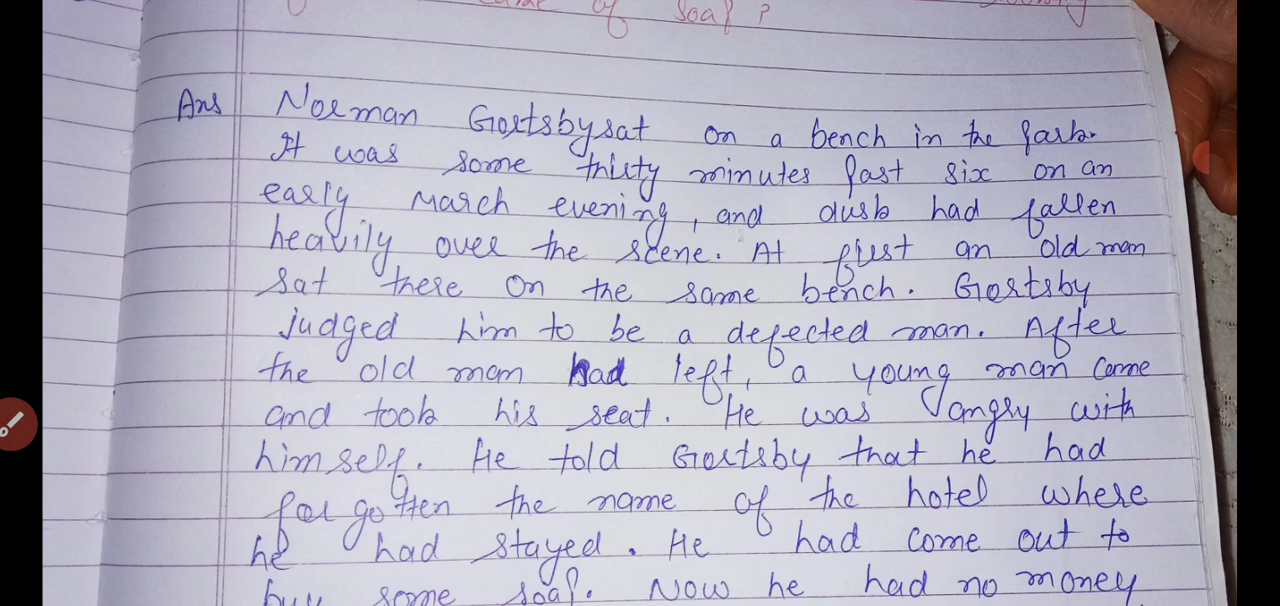 of soap ?
Ans Norman Gortsby sat on a bench in the park.
It was some thirty minutes past six on an
early March evening, and dusk had fallen
heavily over the scene. At first an old man
sat there on the same bench. Gortsby
judged him to be a defected man. After
the old man had left, a young man came
and took his seat. He was angry with
himself. He told Gortsby that he had
forgotten the name of the hotel where
he had stayed. He had come out to
buy some soap. Now he had no money